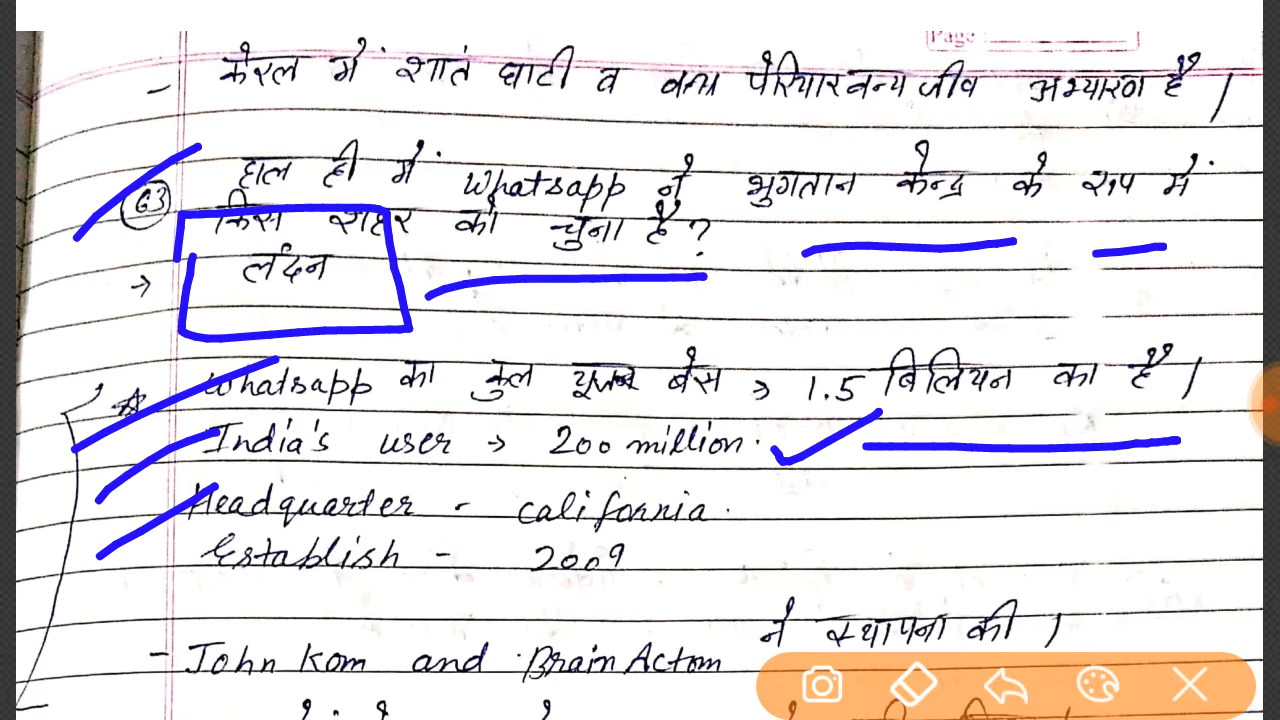 Page
- केरल में शांत घाटी व पेरियार वन्य जीव अभ्यारण है।
63 हाल ही में Whatsapp ने भुगतान केन्द्र के रूप में
किस शहर को चुना है?
→ लंदन
☆ Whatsapp का कुल यूजर बेस → 1.5 बिलियन का है।
India's user → 200 million.
Headquarter - california.
Establish - 2009
- John Kom and Brain Actom ने स्थापना की।